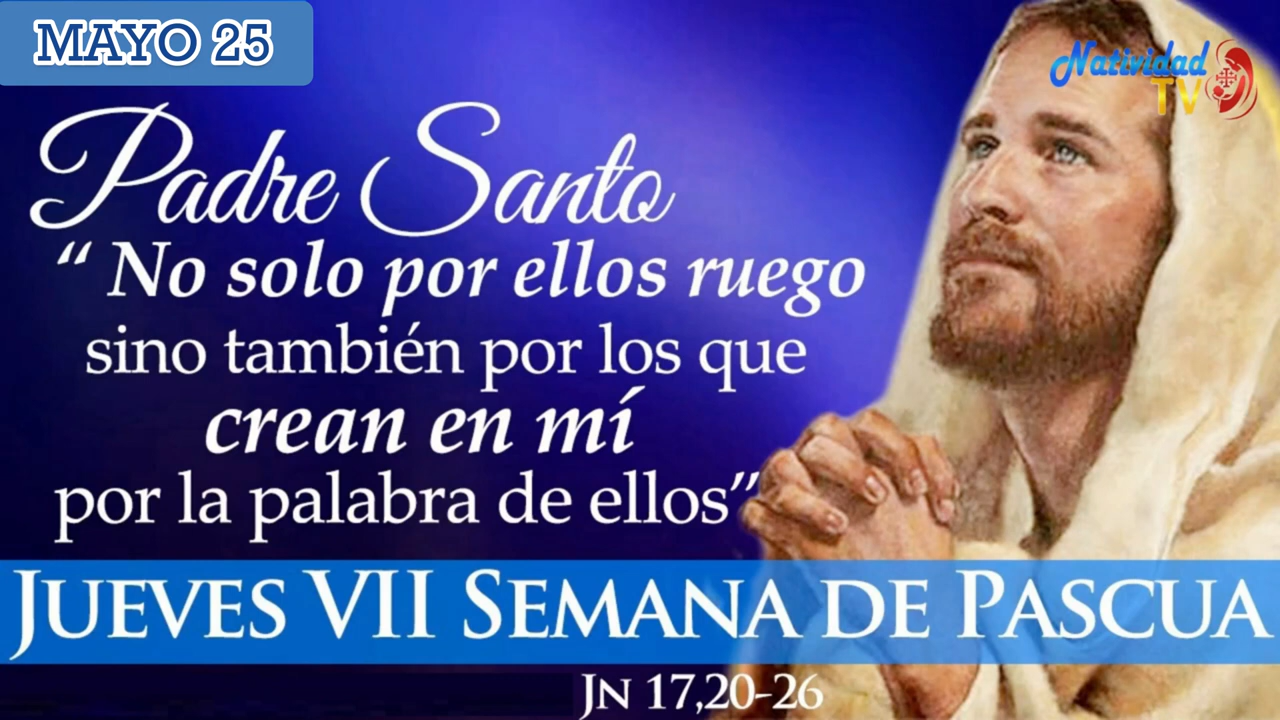 MAYO 25
Natividad
TV
Padre Santo
“ No solo por ellos ruego
sino también por los que
crean en mí
por la palabra de ellos”
JUEVES VII SEMANA DE PASCUA
JN 17,20-26